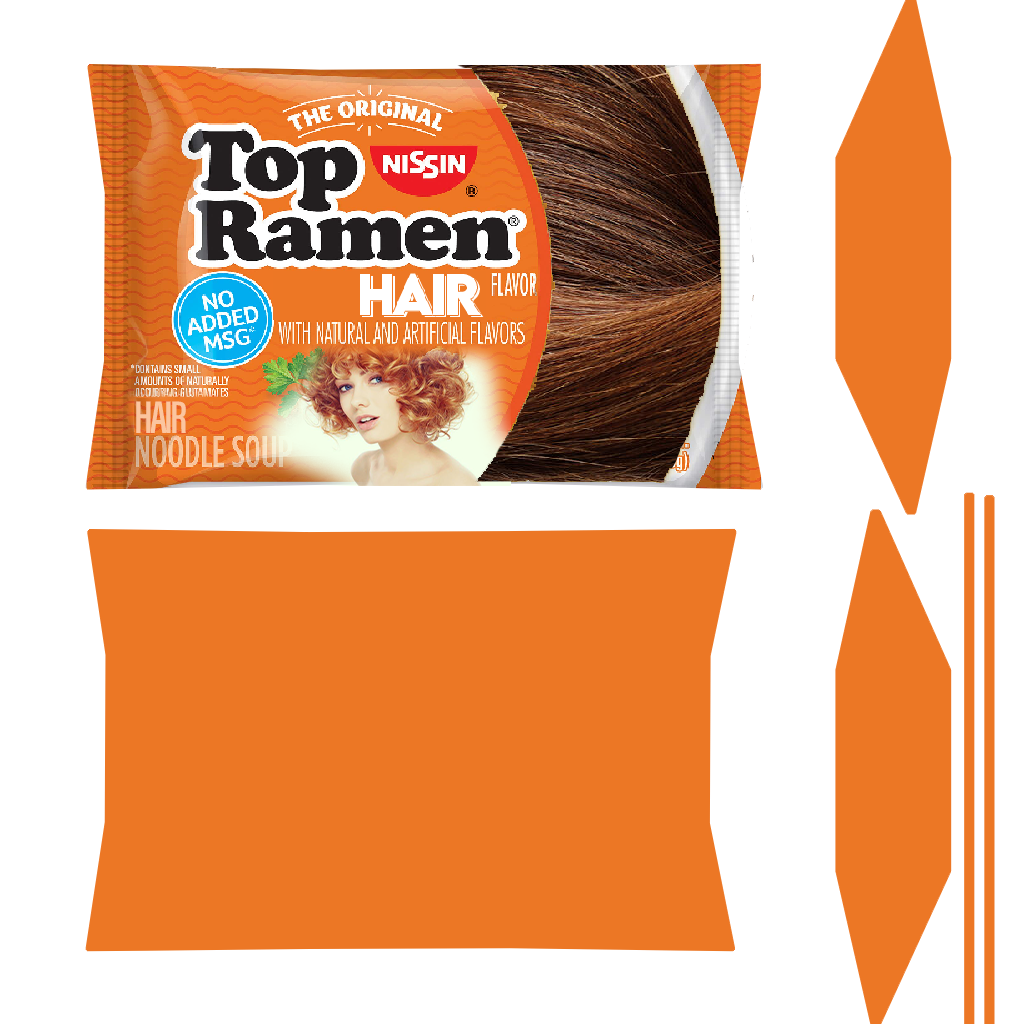 THE ORIGINAL
Top
NISSIN
®
Ramen®
HAIR FLAVOR
WITH NATURAL AND ARTIFICIAL FLAVORS
NO
ADDED
MSG*
*CONTAINS SMALL
AMOUNTS OF NATURALLY
OCCURRING GLUTAMATES
HAIR
NOODLE SOUP
g)